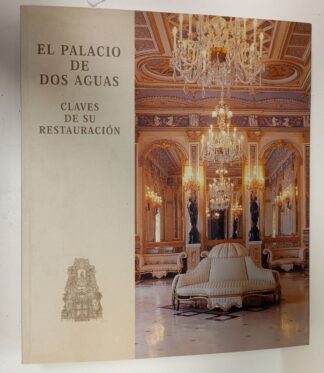 EL PALACIO
DE
DOS AGUAS
CLAVES
DE SU
RESTAURACIÓN